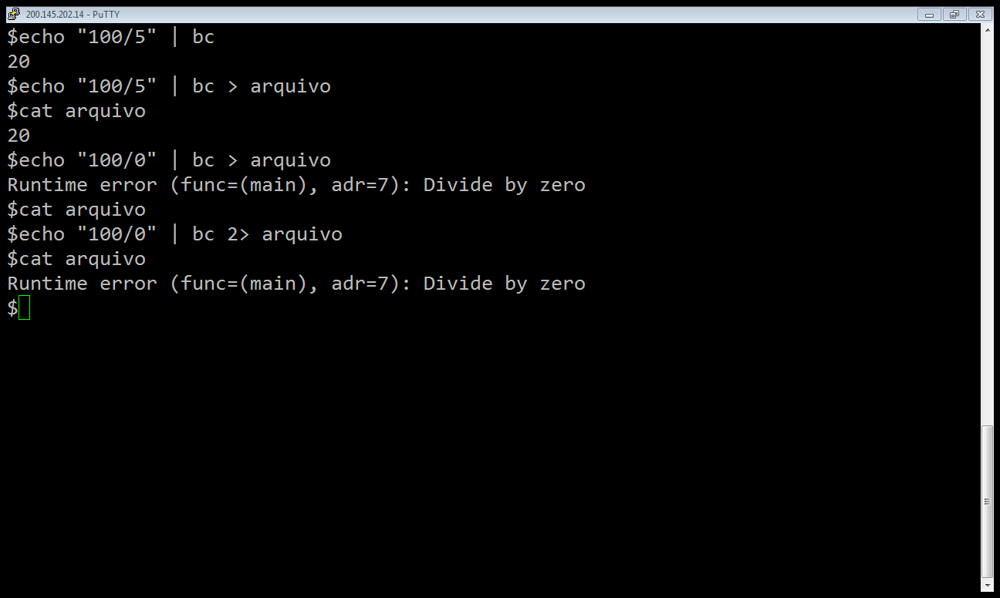 200.145.202.14 - PuTTY
$echo "100/5" | bc
20
$echo "100/5" | bc > arquivo
$cat arquivo
20
$echo "100/0" | bc > arquivo
Runtime error (func=(main), adr=7): Divide by zero
$cat arquivo
$echo "100/0" | bc 2> arquivo
$cat arquivo
Runtime error (func=(main), adr=7): Divide by zero
$